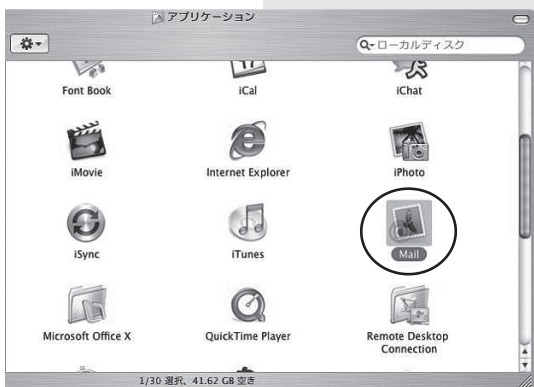 アプリケーション
ローカルディスク
17
Font Book
iCal
iChat
iMovie
Internet Explorer
iPhoto
iSync
iTunes
Mail
Microsoft Office X
QuickTime Player
Remote Desktop
Connection
1/30 選択、41.62 GB 空き